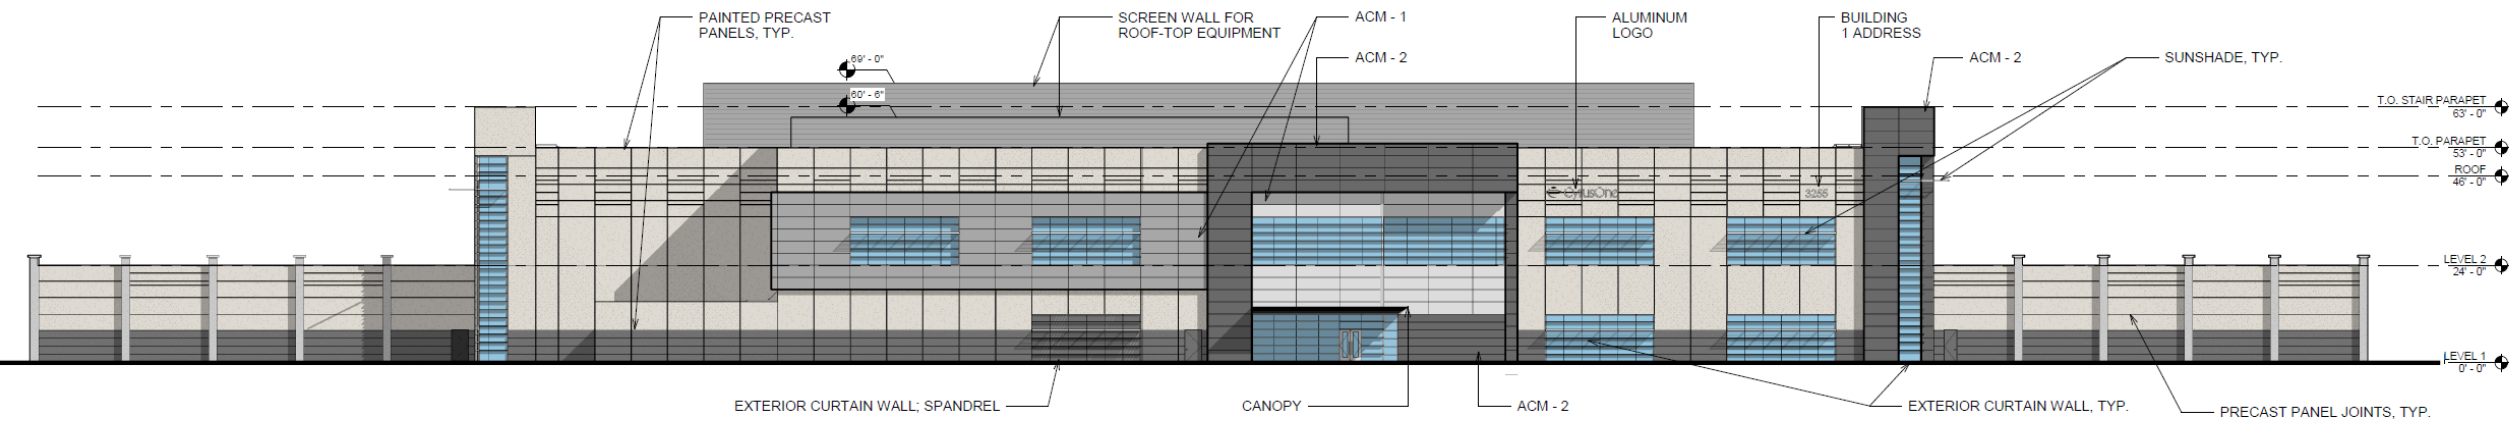 PAINTED PRECAST
PANELS, TYP.
SCREEN WALL FOR
ROOF-TOP EQUIPMENT
ACM - 1
ACM - 2
ALUMINUM
LOGO
BUILDING
1 ADDRESS
ACM - 2
SUNSHADE, TYP.
69' - 0"
60' - 6"
T.O. STAIR PARAPET
63' - 0"
T.O. PARAPET
53' - 0"
ROOF
46' - 0"
CyrusOne
3255
LEVEL 2
24' - 0"
LEVEL 1
0' - 0"
EXTERIOR CURTAIN WALL; SPANDREL
CANOPY
ACM - 2
EXTERIOR CURTAIN WALL, TYP.
PRECAST PANEL JOINTS, TYP.